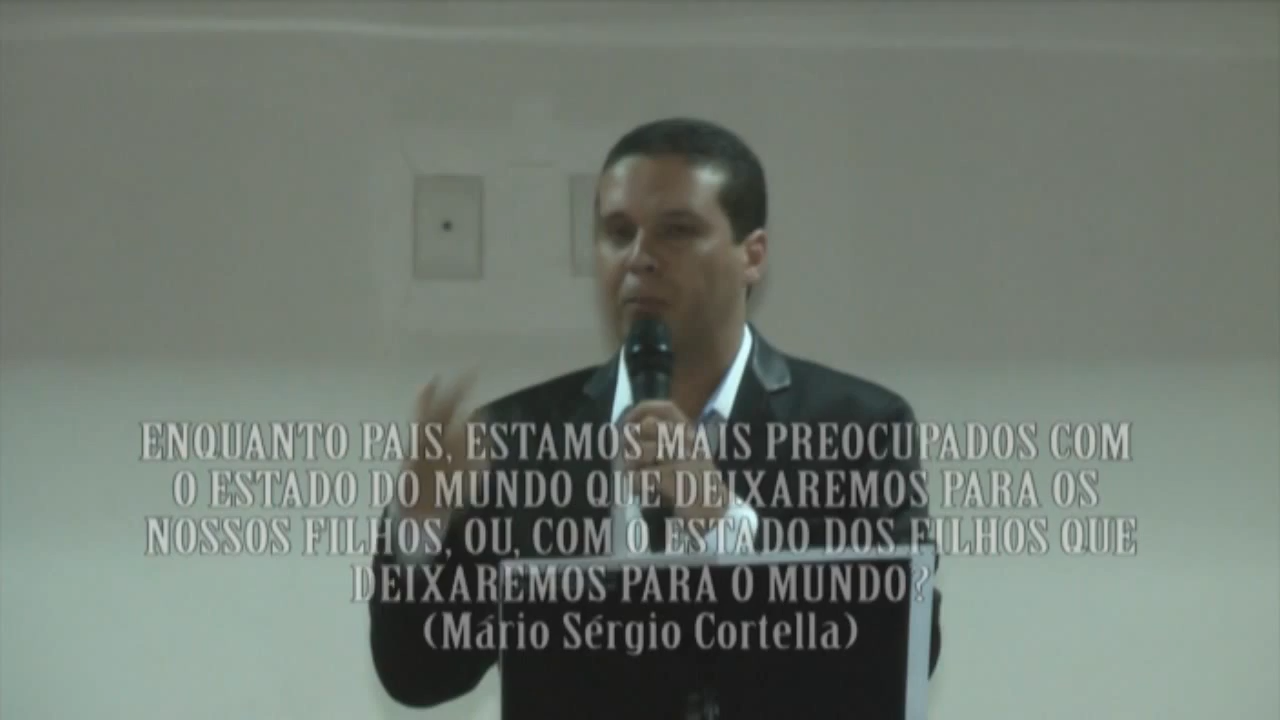 ENQUANTO PAIS, ESTAMOS MAIS PREOCUPADOS COM
O ESTADO DO MUNDO QUE DEIXAREMOS PARA OS
NOSSOS FILHOS, OU, COM O ESTADO DOS FILHOS QUE
DEIXAREMOS PARA O MUNDO?
(Mário Sérgio Cortella)